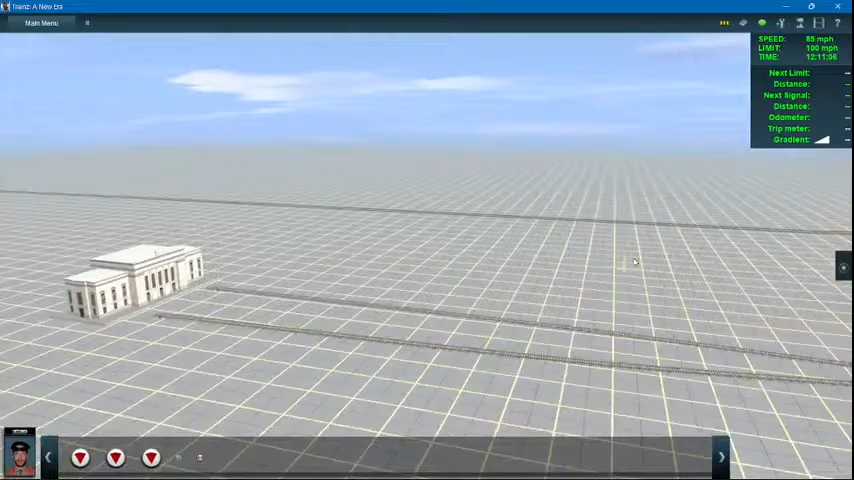 Trainz: A New Era
Main Menu
SPEED: 85 mph
LIMIT: 100 mph
TIME: 12:11:06
Next Limit: --
Distance: --
Next Signal: --
Distance: --
Odometer: --
Trip meter: --
Gradient: --